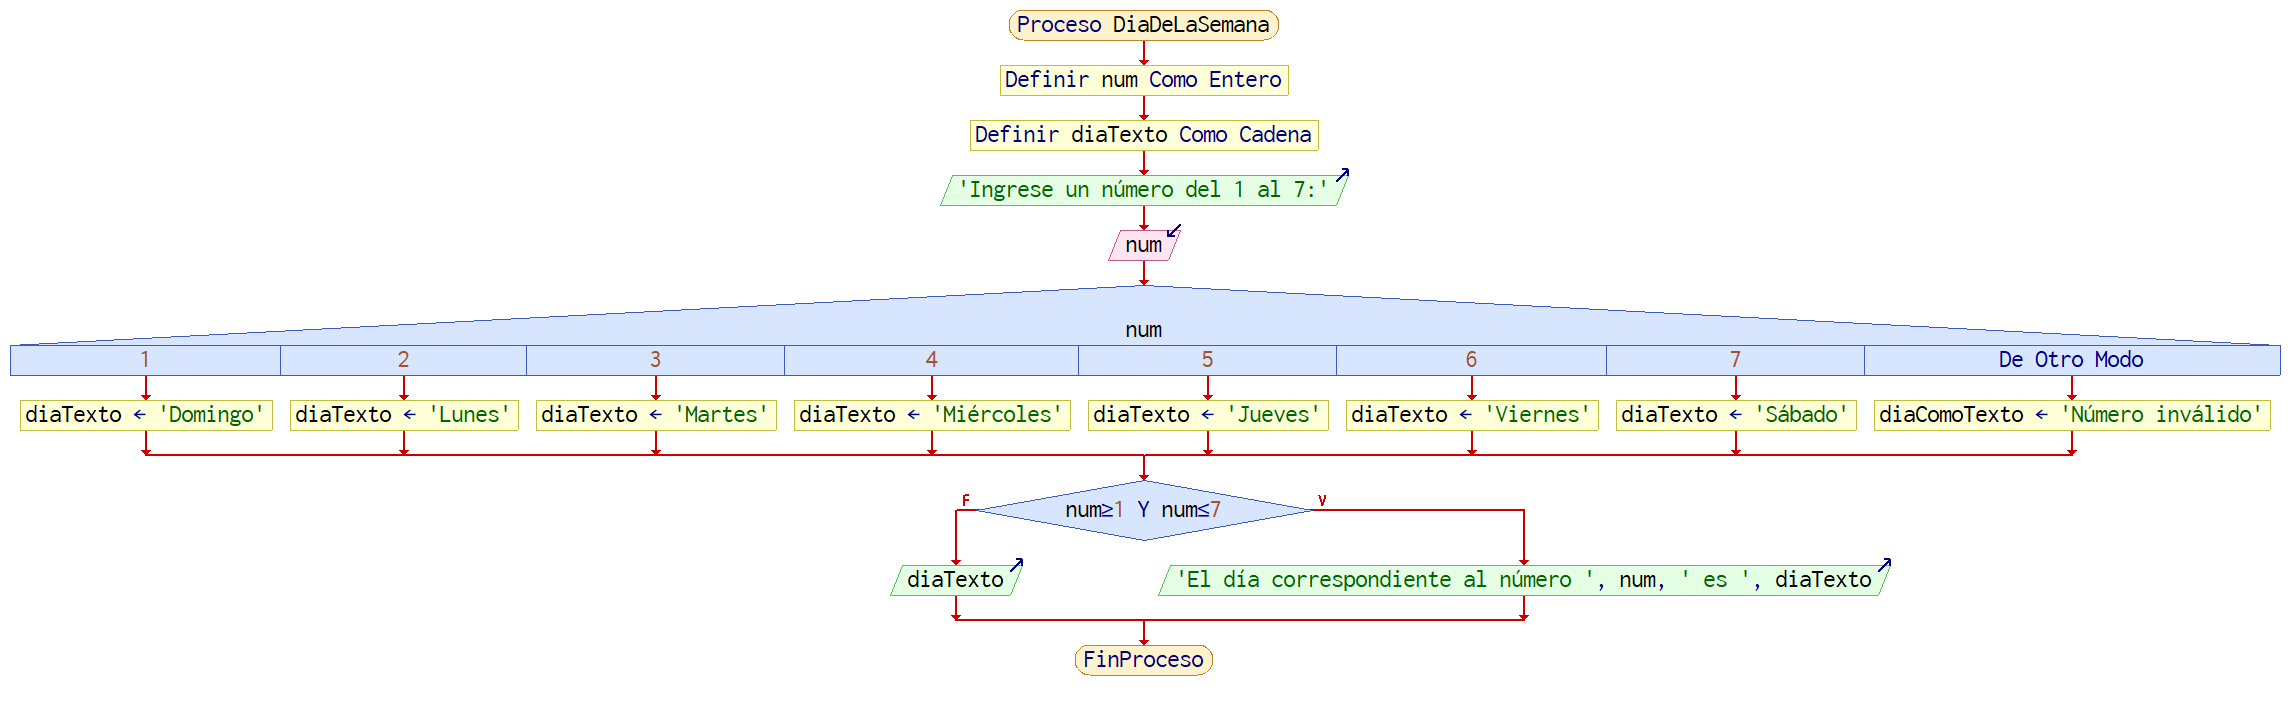 Proceso DiaDeLaSemana
Definir num Como Entero
Definir diaTexto Como Cadena
'Ingrese un número del 1 al 7:'
num
num
1 2 3 4 5 6 7 De Otro Modo
diaTexto ← 'Domingo' diaTexto ← 'Lunes' diaTexto ← 'Martes' diaTexto ← 'Miércoles' diaTexto ← 'Jueves' diaTexto ← 'Viernes' diaTexto ← 'Sábado' diaComoTexto ← 'Número inválido'
F V
num≥1 Y num≤7
diaTexto 'El día correspondiente al número ', num, ' es ', diaTexto
FinProceso